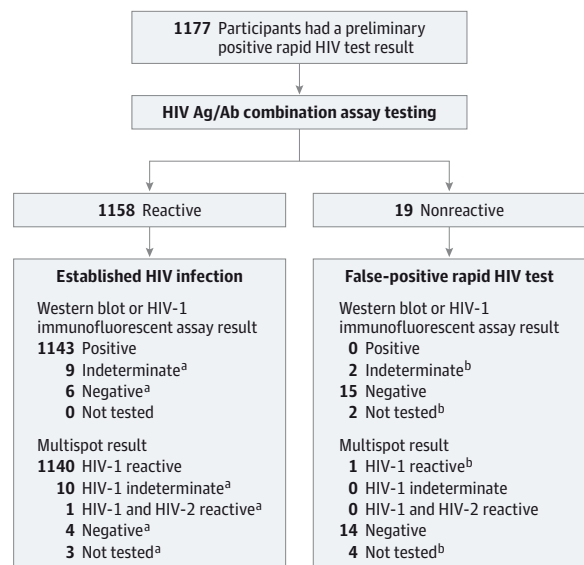 1177 Participants had a preliminary
positive rapid HIV test result
HIV Ag/Ab combination assay testing
1158 Reactive
19 Nonreactive
Established HIV infection
Western blot or HIV-1
immunofluorescent assay result
1143 Positive
9 Indeterminateᵃ
6 Negativeᵃ
0 Not tested
Multispot result
1140 HIV-1 reactive
10 HIV-1 indeterminateᵃ
1 HIV-1 and HIV-2 reactiveᵃ
4 Negativeᵃ
3 Not testedᵃ
False-positive rapid HIV test
Western blot or HIV-1
immunofluorescent assay result
0 Positive
2 Indeterminateᵇ
15 Negative
2 Not testedᵇ
Multispot result
1 HIV-1 reactiveᵇ
0 HIV-1 indeterminate
0 HIV-1 and HIV-2 reactive
14 Negative
4 Not testedᵇ